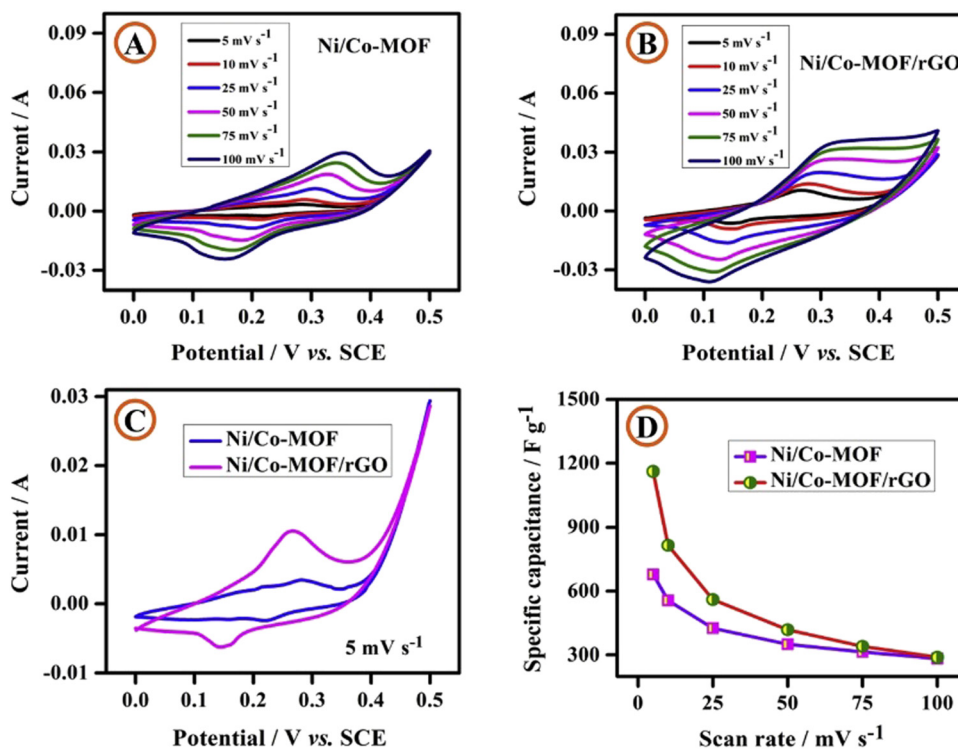 A
Ni/Co-MOF
5 mV s⁻¹
10 mV s⁻¹
25 mV s⁻¹
50 mV s⁻¹
75 mV s⁻¹
100 mV s⁻¹
0.09
0.06
0.03
0.00
-0.03
Current / A
0.0 0.1 0.2 0.3 0.4 0.5
Potential / V vs. SCE
B
Ni/Co-MOF/rGO
5 mV s⁻¹
10 mV s⁻¹
25 mV s⁻¹
50 mV s⁻¹
75 mV s⁻¹
100 mV s⁻¹
0.09
0.06
0.03
0.00
-0.03
Current / A
0.0 0.1 0.2 0.3 0.4 0.5
Potential / V vs. SCE
C
Ni/Co-MOF
Ni/Co-MOF/rGO
5 mV s⁻¹
0.03
0.02
0.01
0.00
-0.01
Current / A
0.0 0.1 0.2 0.3 0.4 0.5
Potential / V vs. SCE
D
Ni/Co-MOF
Ni/Co-MOF/rGO
1500
1200
900
600
300
Specific capacitance / F g⁻¹
0 25 50 75 100
Scan rate / mV s⁻¹